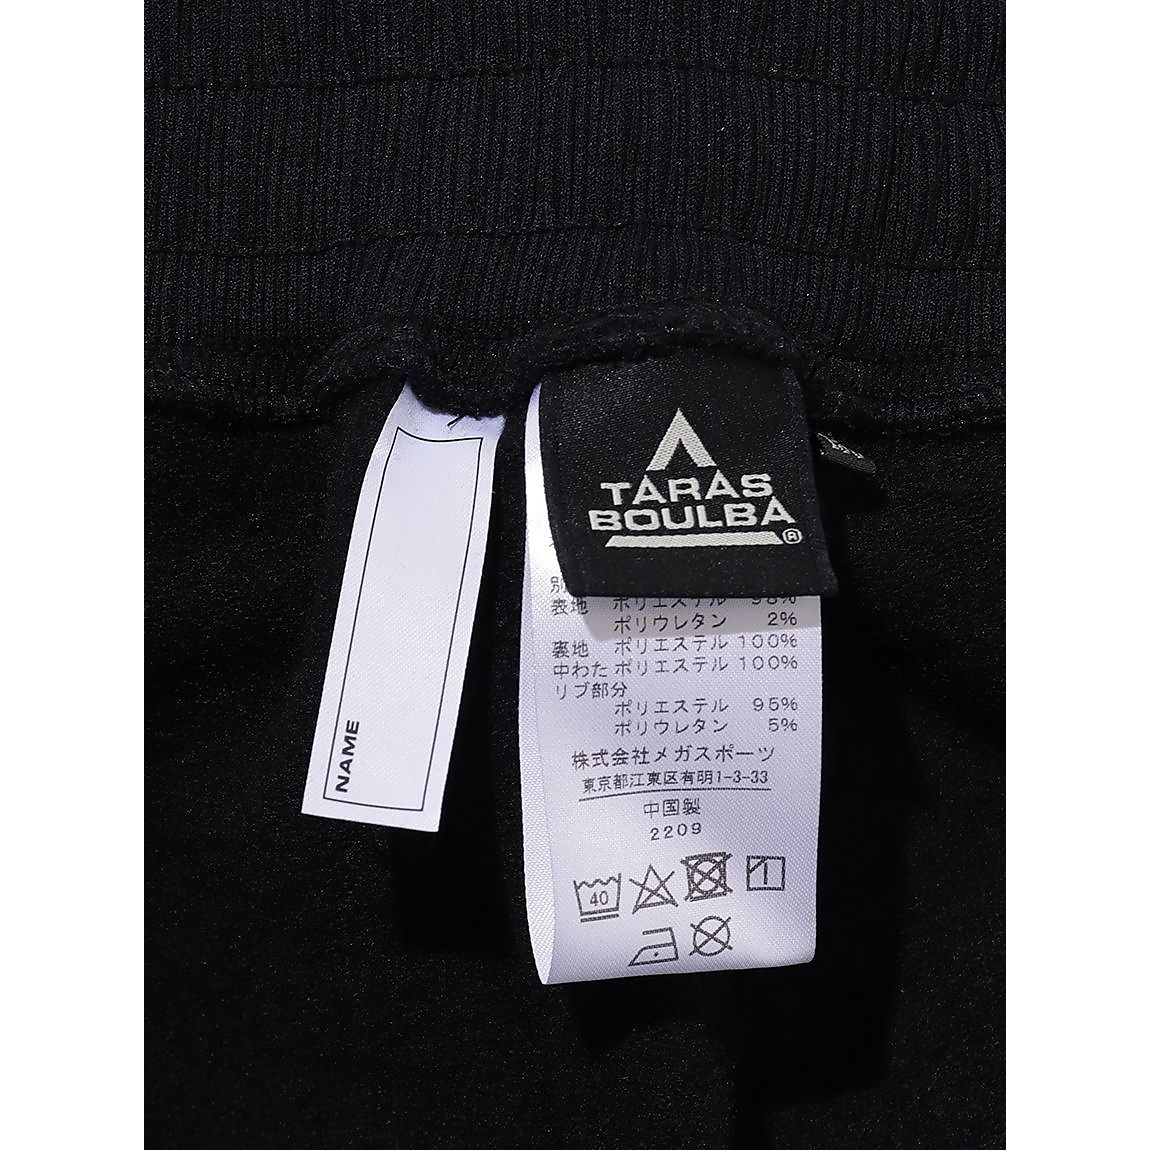 NAME
TARAS
BOULBA
®
別
表地 ポリエステル 98%
ポリウレタン 2%
裏地 ポリエステル 100%
中わた ポリエステル 100%
リブ部分
ポリエステル 95%
ポリウレタン 5%
株式会社メガスポーツ
東京都江東区有明1-3-33
中国製
2209
40